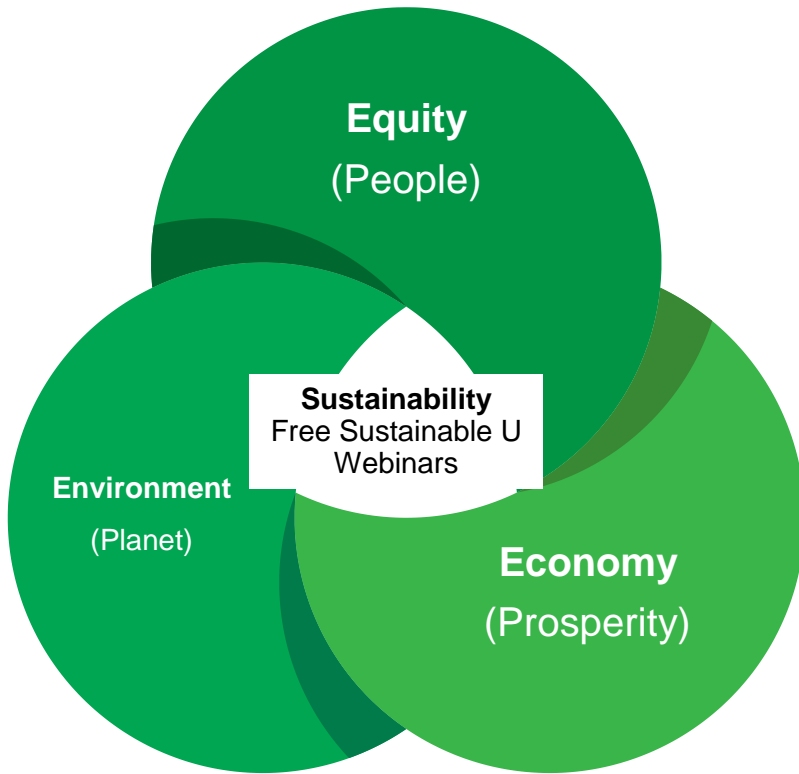 Equity
(People)
Sustainability
Free Sustainable U
Webinars
Environment
(Planet)
Economy
(Prosperity)